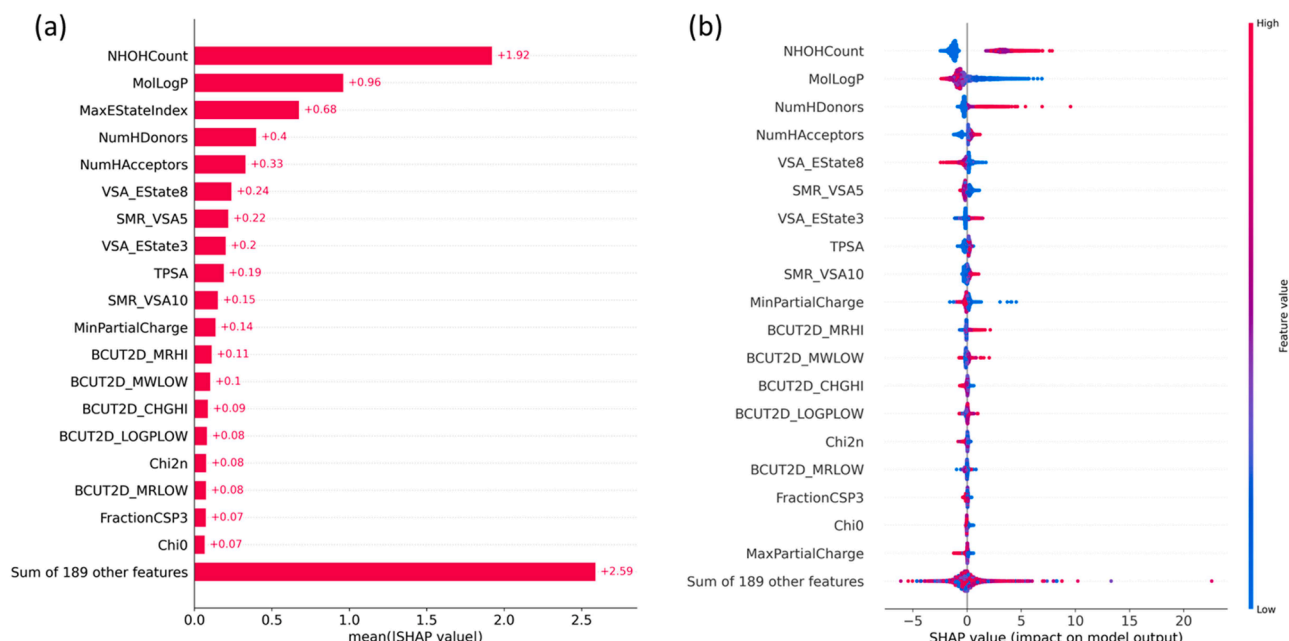 (a)
NHOHCount
+1.92
MolLogP
+0.96
MaxEStateIndex
+0.68
NumHDonors
+0.4
NumHAcceptors
+0.33
VSA_EState8
+0.24
SMR_VSA5
+0.22
VSA_EState3
+0.2
TPSA
+0.19
SMR_VSA10
+0.15
MinPartialCharge
+0.14
BCUT2D_MRHI
+0.11
BCUT2D_MWLOW
+0.1
BCUT2D_CHGHI
+0.09
BCUT2D_LOGPLOW
+0.08
Chi2n
+0.08
BCUT2D_MRLOW
+0.08
FractionCSP3
+0.07
Chi0
+0.07
Sum of 189 other features
+2.59
0.0 0.5 1.0 1.5 2.0 2.5
mean(|SHAP value|)
(b)
High
NHOHCount
MolLogP
NumHDonors
NumHAcceptors
VSA_EState8
SMR_VSA5
VSA_EState3
TPSA
SMR_VSA10
MinPartialCharge
BCUT2D_MRHI
BCUT2D_MWLOW
BCUT2D_CHGHI
BCUT2D_LOGPLOW
Chi2n
BCUT2D_MRLOW
FractionCSP3
Chi0
MaxPartialCharge
Sum of 189 other features
Feature value
Low
−5 0 5 10 15 20
SHAP value (impact on model output)